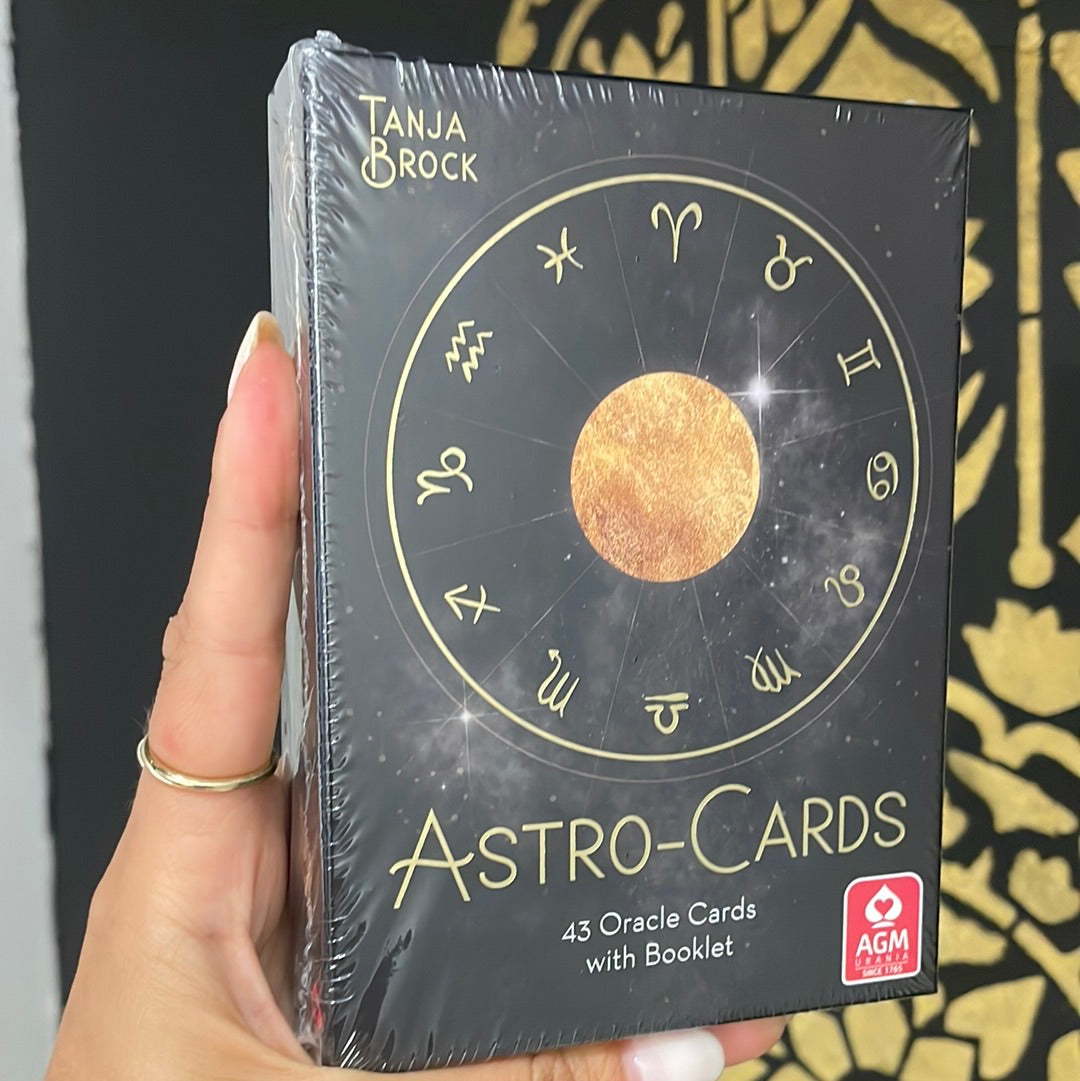 TANJA
BROCK
ASTRO-CARDS
43 Oracle Cards
with Booklet
AGM
URANIA
SINCE 1765